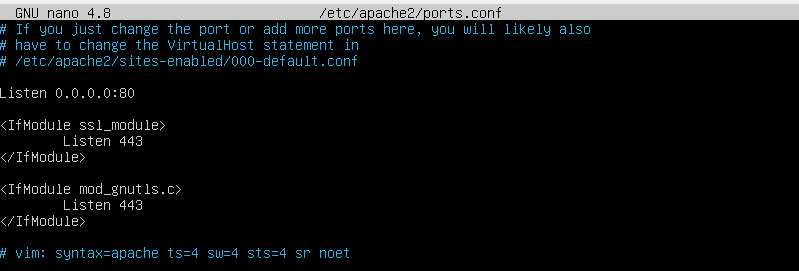 GNU nano 4.8 /etc/apache2/ports.conf
# If you just change the port or add more ports here, you will likely also
# have to change the VirtualHost statement in
# /etc/apache2/sites-enabled/000-default.conf
Listen 0.0.0.0:80
<IfModule ssl_module>
Listen 443
</IfModule>
<IfModule mod_gnutls.c>
Listen 443
</IfModule>
# vim: syntax=apache ts=4 sw=4 sts=4 sr noet